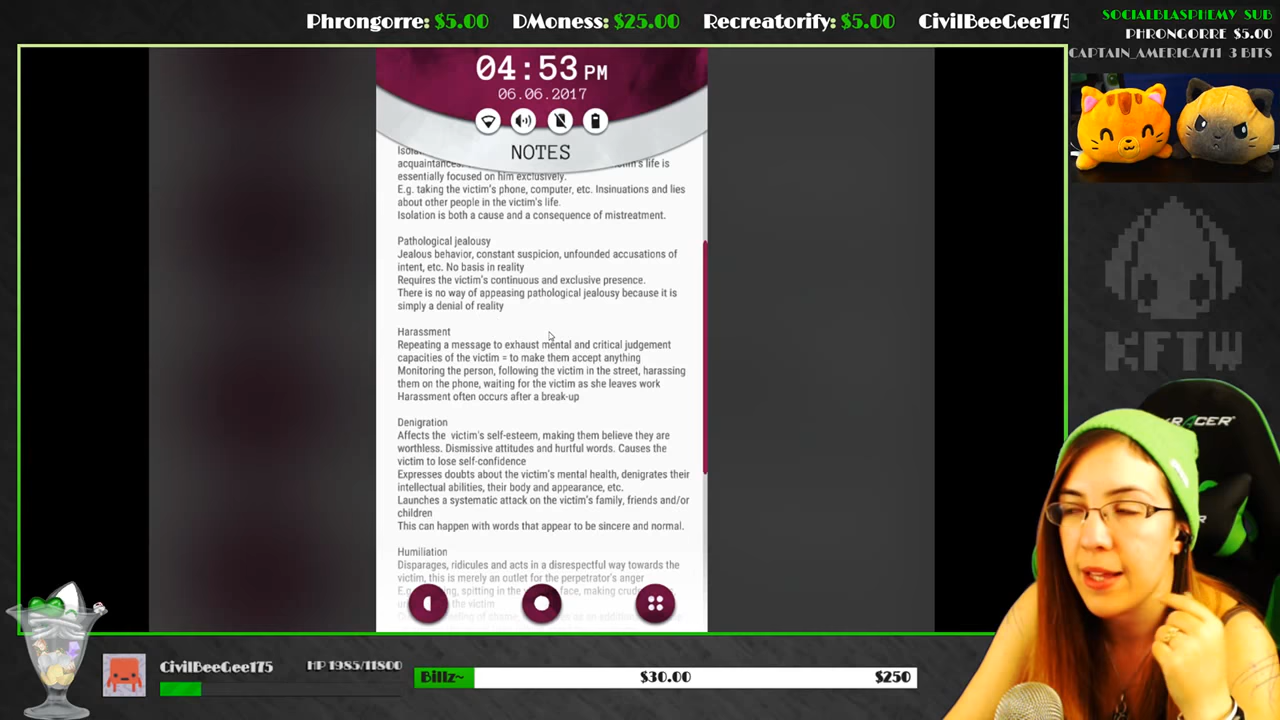 Phrongorre: $5.00 DMoness: $25.00 Recreatorify: $5.00 CivilBeeGee175
SOCIALBLASPHEMY SUB
PHRONGORRE $5.00
CAPTAIN_AMERICA711 3 BITS
04:53 PM
06.06.2017
NOTES
acquaintances. life is
essentially focused on him exclusively.
E.g. taking the victim's phone, computer, etc. Insinuations and lies
about other people in the victim's life.
Isolation is both a cause and a consequence of mistreatment.
Pathological jealousy
Jealous behavior, constant suspicion, unfounded accusations of
intent, etc. No basis in reality
Requires the victim's continuous and exclusive presence.
There is no way of appeasing pathological jealousy because it is
simply a denial of reality
Harassment
Repeating a message to exhaust mental and critical judgement
capacities of the victim = to make them accept anything
Monitoring the person, following the victim in the street, harassing
them on the phone, waiting for the victim as she leaves work
Harassment often occurs after a break-up
Denigration
Affects the victim's self-esteem, making them believe they are
worthless. Dismissive attitudes and hurtful words. Causes the
victim to lose self-confidence
Expresses doubts about the victim's mental health, denigrates their
intellectual abilities, their body and appearance, etc.
Launches a systematic attack on the victim's family, friends and/or
children
This can happen with words that appear to be sincere and normal.
Humiliation
Disparages, ridicules and acts in a disrespectful way towards the
victim, this is merely an outlet for the perpetrator's anger
spitting in the face, making
the victim
KFTW
RACER
CivilBeeGee175 HP 1985/11800
Billz~ $30.00 $250